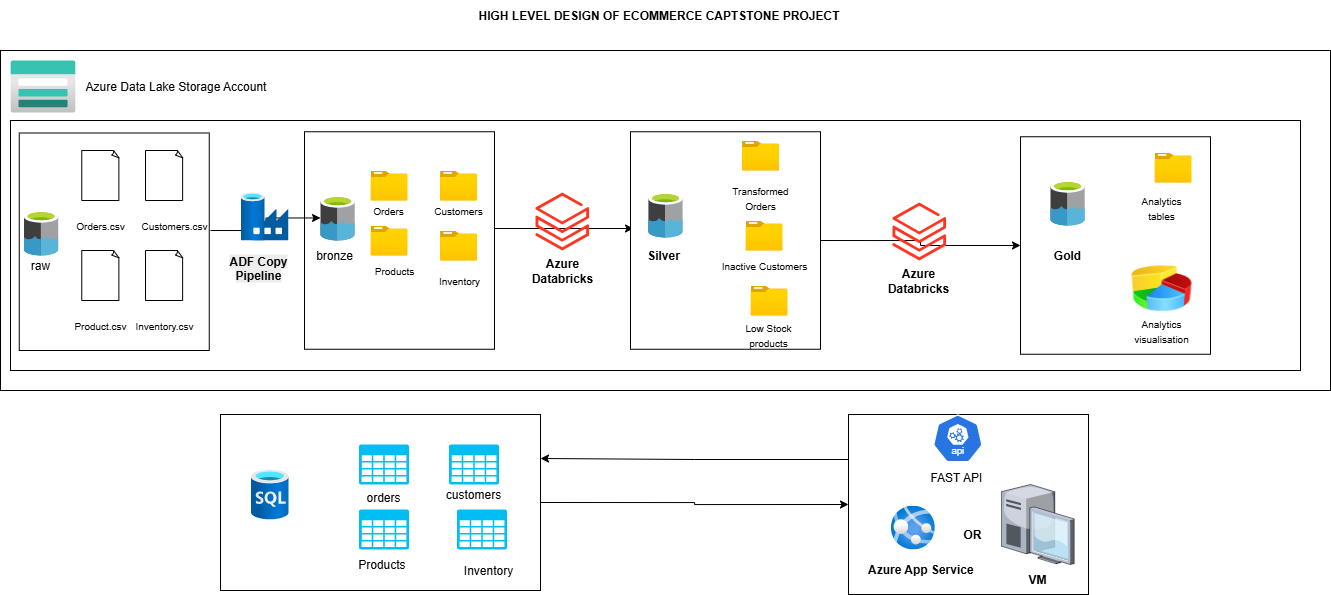 HIGH LEVEL DESIGN OF ECOMMERCE CAPTSTONE PROJECT
Azure Data Lake Storage Account
Orders.csv
Customers.csv
raw
Product.csv
Inventory.csv
ADF Copy
Pipeline
bronze
Orders
Customers
Products
Inventory
Azure
Databricks
Silver
Transformed
Orders
Inactive Customers
Low Stock
products
Azure
Databricks
Gold
Analytics
tables
Analytics
visualisation
SQL
orders
customers
Products
Inventory
api
FAST API
Azure App Service
OR
VM